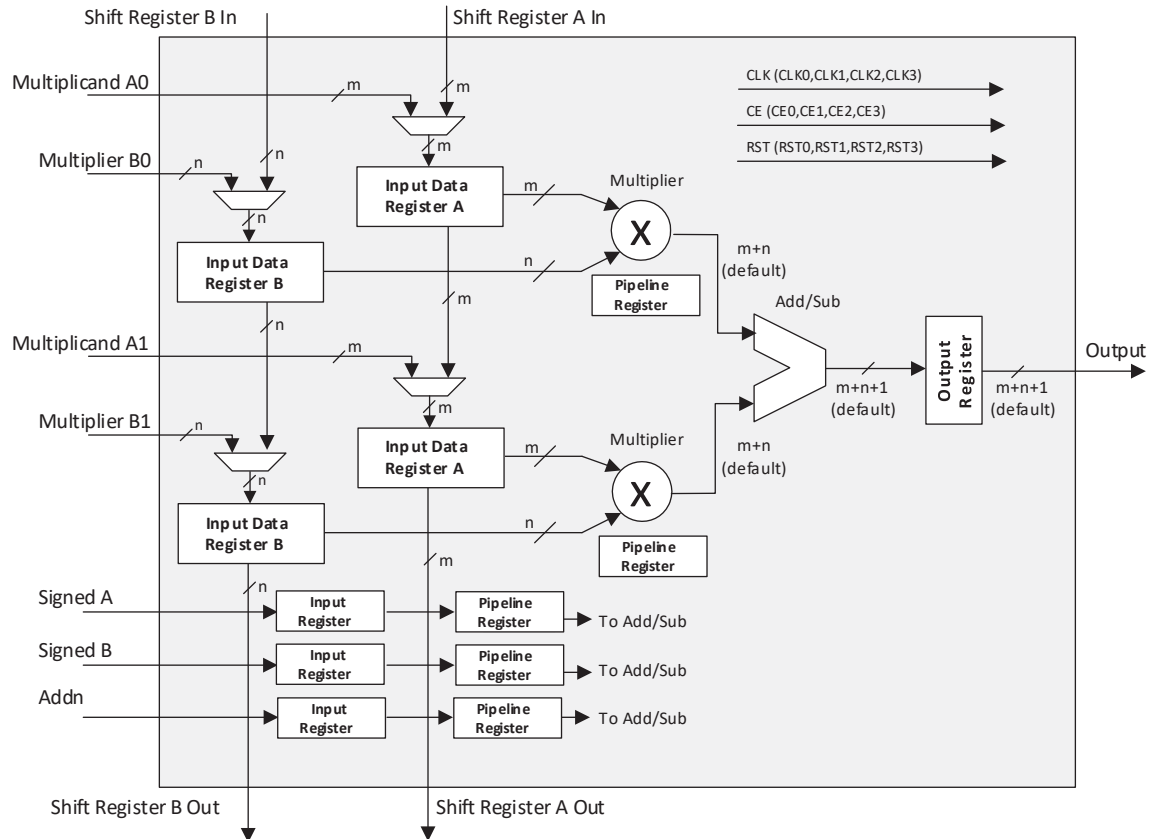 Shift Register B In
Shift Register A In
Multiplicand A0
m
m
CLK (CLK0,CLK1,CLK2,CLK3)
CE (CE0,CE1,CE2,CE3)
RST (RST0,RST1,RST2,RST3)
m
Multiplier B0
n
n
Input Data
Register A
m
Multiplier
X
n
Input Data
Register B
n
m+n
(default)
Pipeline
Register
m
n
Add/Sub
Multiplicand A1
m
Output
Register
Output
m+n+1
(default)
m+n+1
(default)
m
Multiplier B1
n
Input Data
Register A
m
Multiplier
X
m+n
(default)
n
Input Data
Register B
n
Pipeline
Register
m
n
Signed A
Input
Register
Pipeline
Register
To Add/Sub
Signed B
Input
Register
Pipeline
Register
To Add/Sub
Addn
Input
Register
Pipeline
Register
To Add/Sub
Shift Register B Out
Shift Register A Out